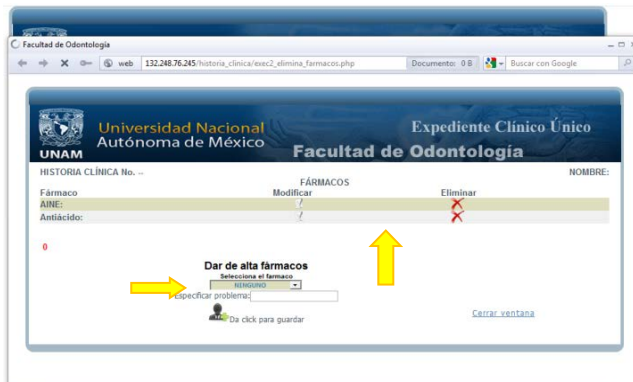 Facultad de Odontología
web 132.248.76.245/historia_clinica/exec2_elimina_farmacos.php Documento: 0 B Buscar con Google
Universidad Nacional
Autónoma de México
UNAM
Expediente Clínico Único
Facultad de Odontología
HISTORIA CLÍNICA No. -- NOMBRE:
FÁRMACOS
Fármaco Modificar Eliminar
AINE:
Antiácido:
0
Dar de alta fàrmacos
Selecciona el farmaco
NINGUNO
Especificar problema:
Da click para guardar
Cerrar ventana